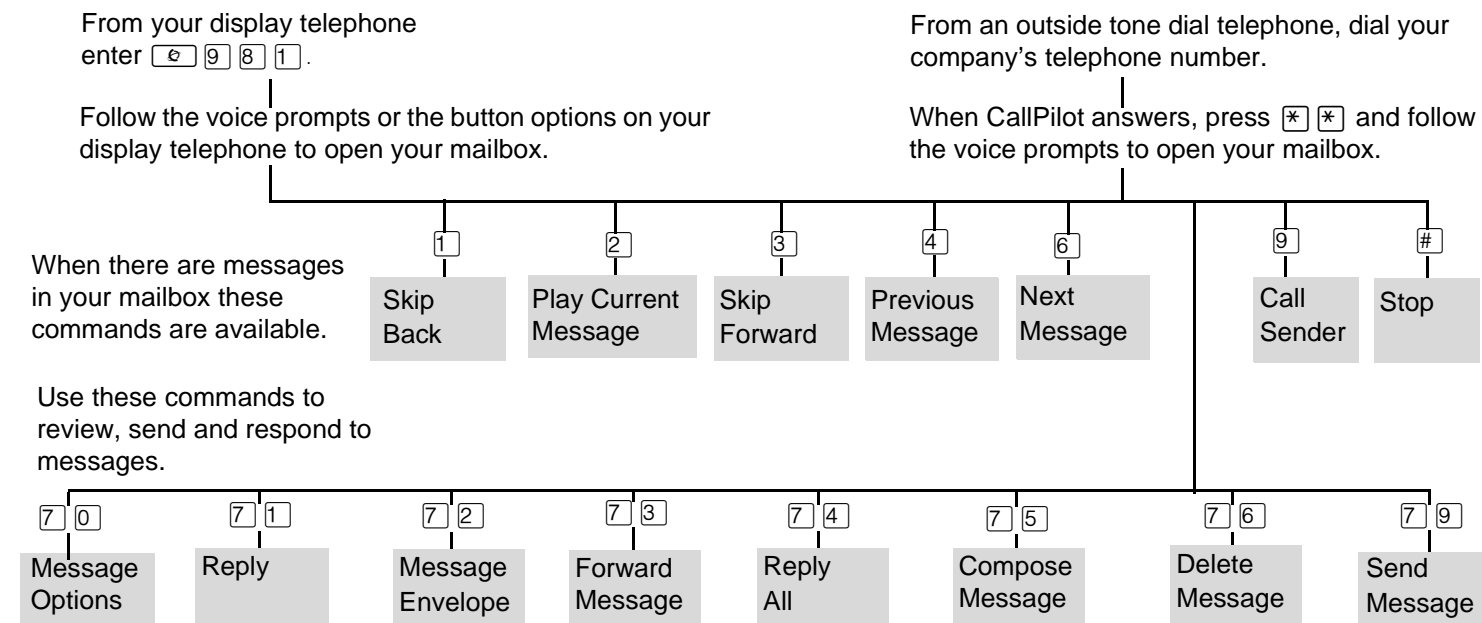 From your display telephone
enter 9 8 1 .
From an outside tone dial telephone, dial your
company's telephone number.
Follow the voice prompts or the button options on your
display telephone to open your mailbox.
When CallPilot answers, press * * and follow
the voice prompts to open your mailbox.
When there are messages
in your mailbox these
commands are available.
1
Skip
Back
2
Play Current
Message
3
Skip
Forward
4
Previous
Message
6
Next
Message
9
Call
Sender
#
Stop
Use these commands to
review, send and respond to
messages.
7 0
Message
Options
7 1
Reply
7 2
Message
Envelope
7 3
Forward
Message
7 4
Reply
All
7 5
Compose
Message
7 6
Delete
Message
7 9
Send
Message